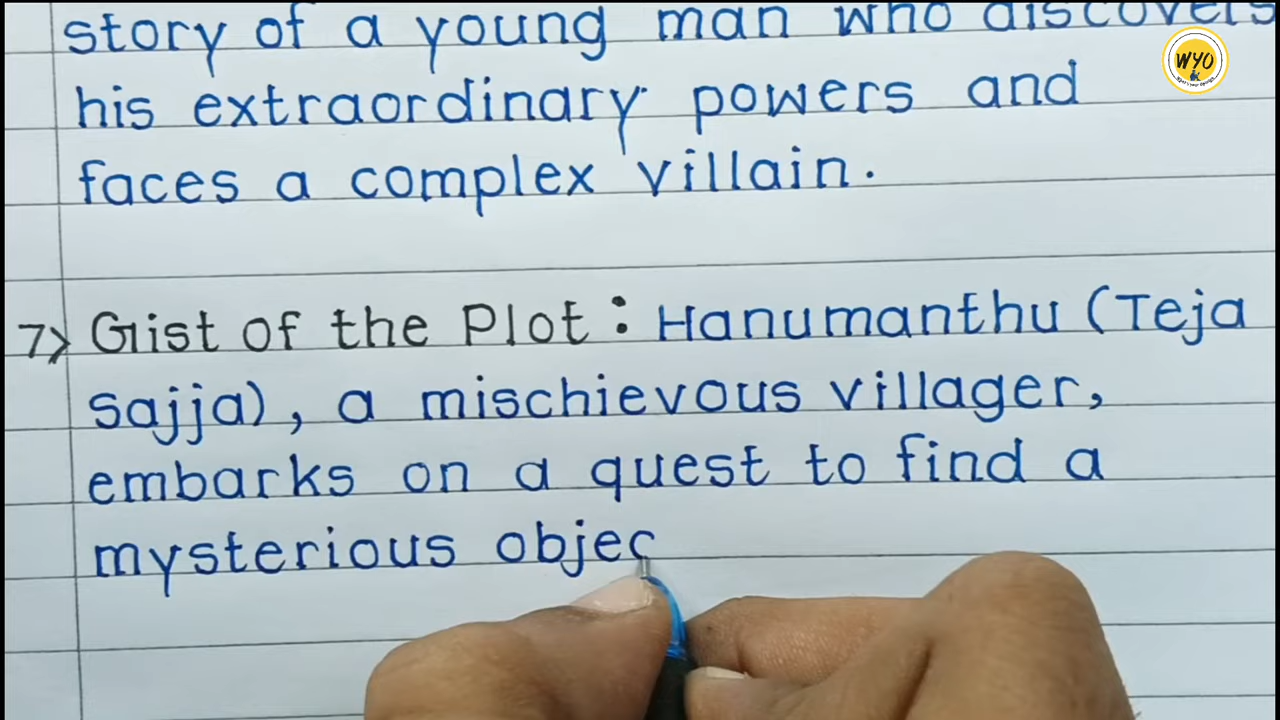 story of a young man who discovers
his extraordinary powers and
faces a complex villain.
7) Gist of the Plot : Hanumanthu (Teja
sajja), a mischievous villager,
embarks on a quest to find a
mysterious objec
WYO